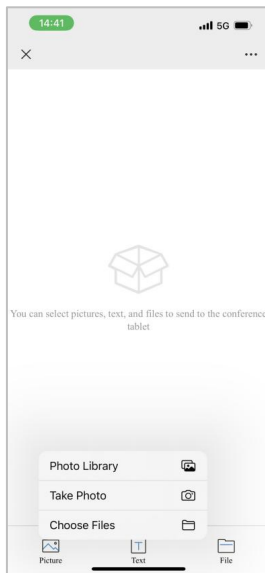 14:41
5G
You can select pictures, text, and files to send to the conference
tablet
Photo Library
Take Photo
Choose Files
T
Picture Text File